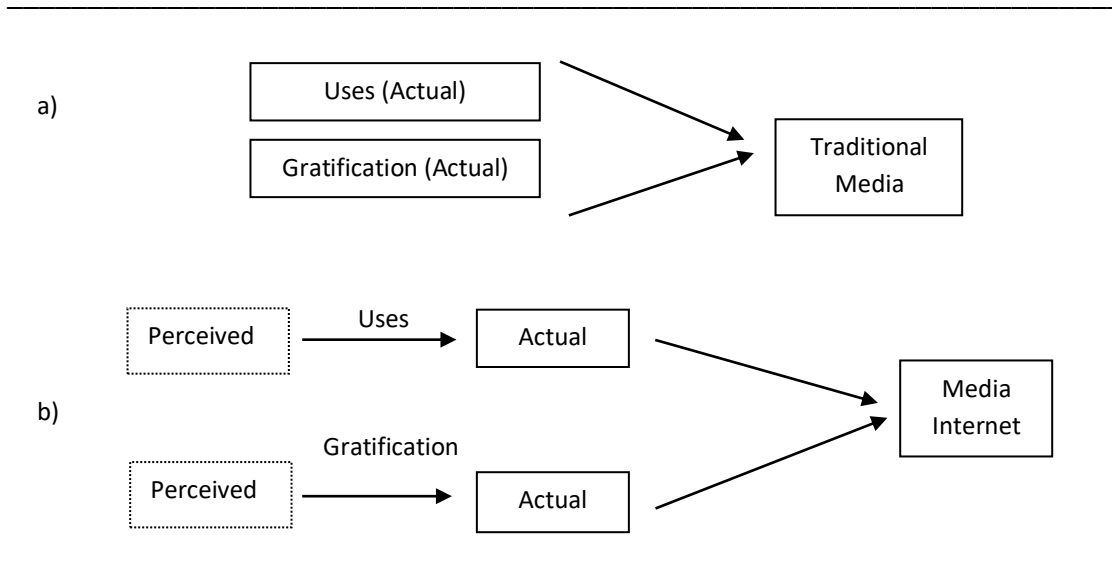 a)
Uses (Actual)
Gratification (Actual)
Traditional
Media
b)
Perceived
Uses
Actual
Perceived
Gratification
Actual
Media
Internet